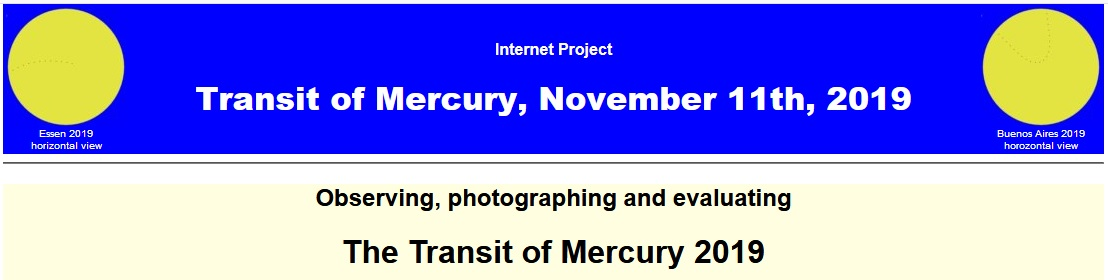 Internet Project
Transit of Mercury, November 11th, 2019
Essen 2019
horizontal view
Buenos Aires 2019
horozontal view
Observing, photographing and evaluating
The Transit of Mercury 2019